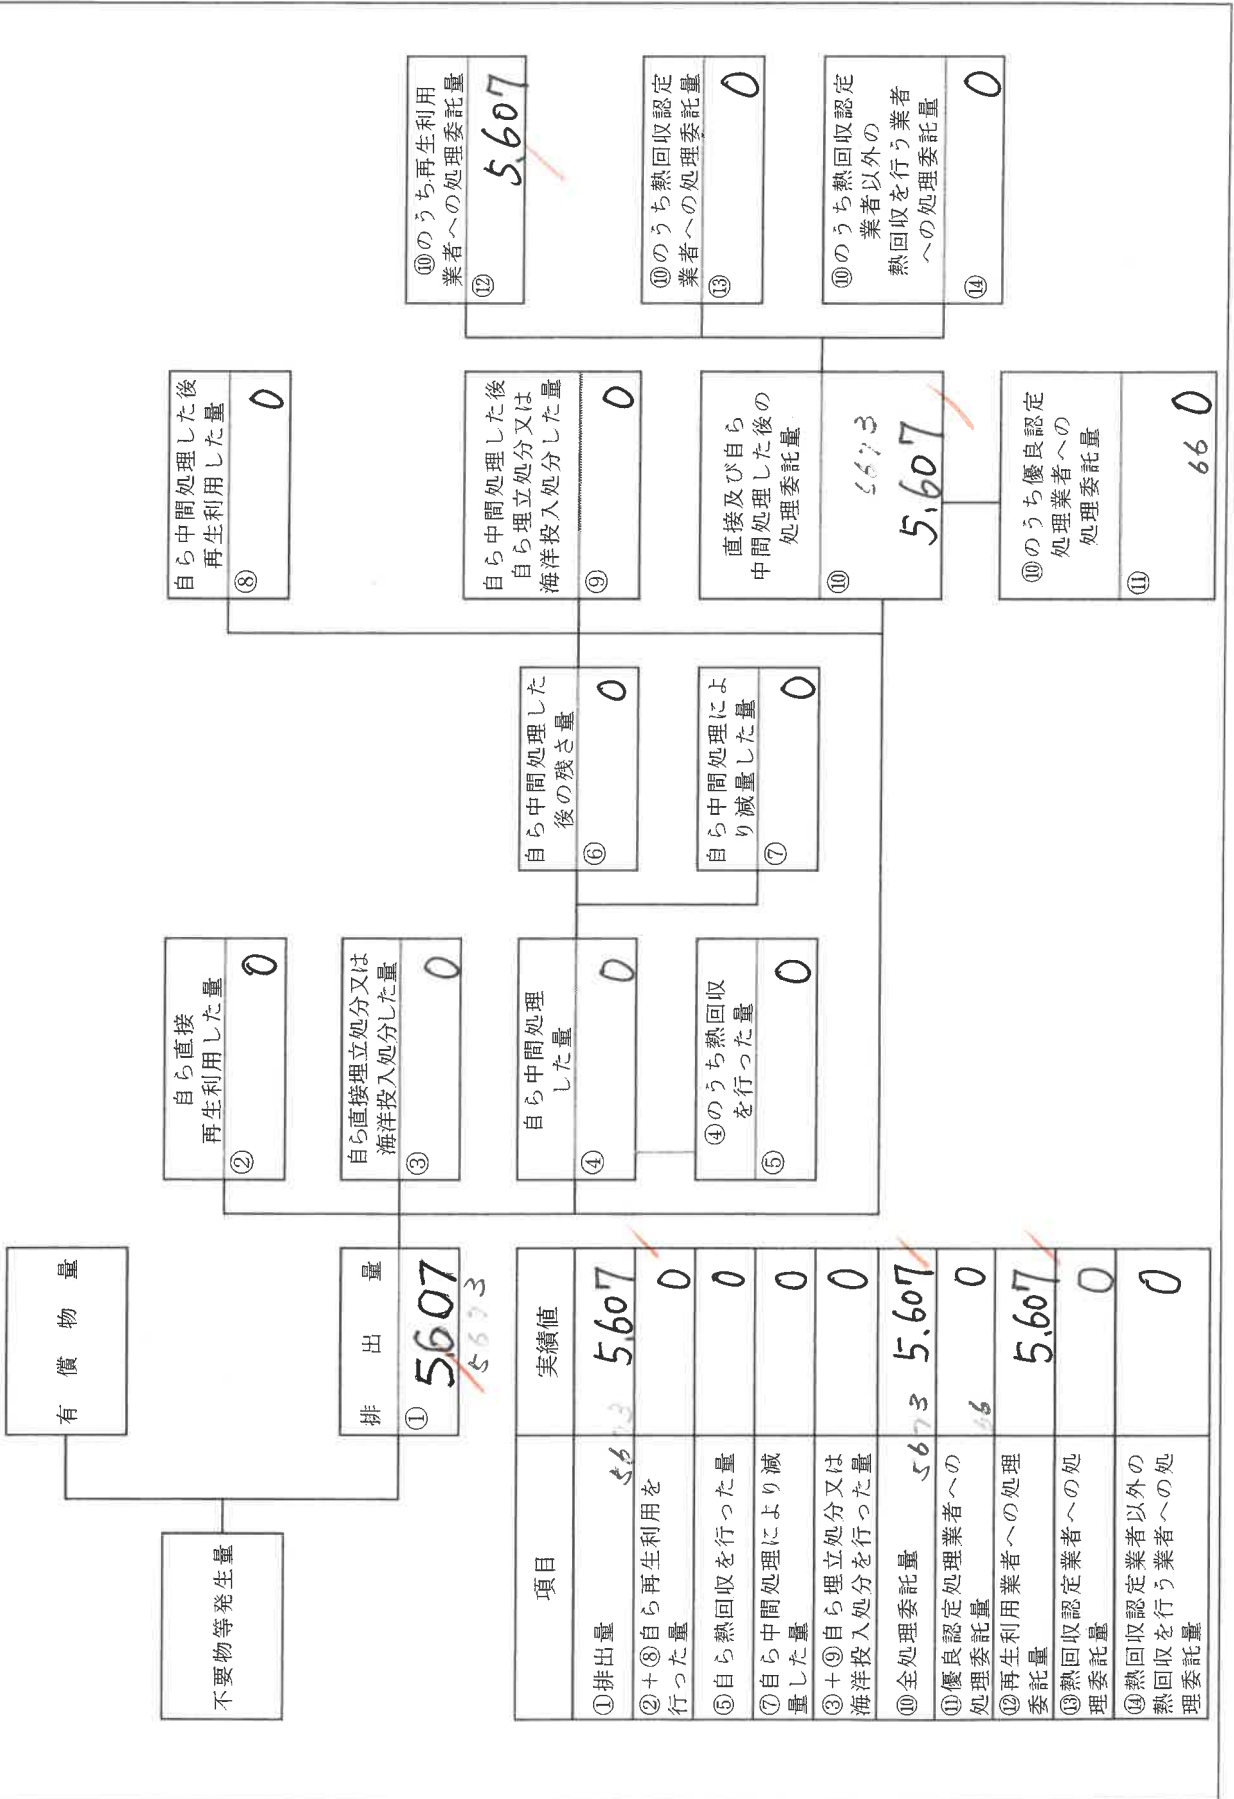 有償物量
不要物等発生量
排出量
①
5,607
5673
自ら直接
再生利用した量
②
0
自ら直接埋立処分又は
海洋投入処分した量
③
0
自ら中間処理
した量
④
0
④のうち熱回収
を行った量
⑤
0
自ら中間処理した
後の残さ量
⑥
0
自ら中間処理によ
り減量した量
⑦
0
自ら中間処理した後
再生利用した量
⑧
0
自ら中間処理した後
自ら埋立処分又は
海洋投入処分した量
⑨
0
直接及び自ら
中間処理した後の
処理委託量
⑩
5673
5.607
⑩のうち優良認定
処理業者への
処理委託量
⑪
66 0
⑩のうち再生利用
業者への処理委託量
⑫
5.607
⑩のうち熱回収認定
業者への処理委託量
⑬
0
⑩のうち熱回収認定
業者以外の
熱回収を行う業者
への処理委託量
⑭
0
項目 実績値
①排出量 5673 5.607
②+⑧自ら再生利用を
行った量 0
⑤自ら熱回収を行った量 0
⑦自ら中間処理により減
量した量 0
③+⑨自ら埋立処分又は
海洋投入処分を行った量 0
⑩全処理委託量 5673 5.607
⑪優良認定処理業者への
処理委託量 66 0
⑫再生利用業者への処理
委託量 5.607
⑬熱回収認定業者への処
理委託量 0
⑭熱回収認定業者以外の
熱回収を行う業者への処
理委託量 0